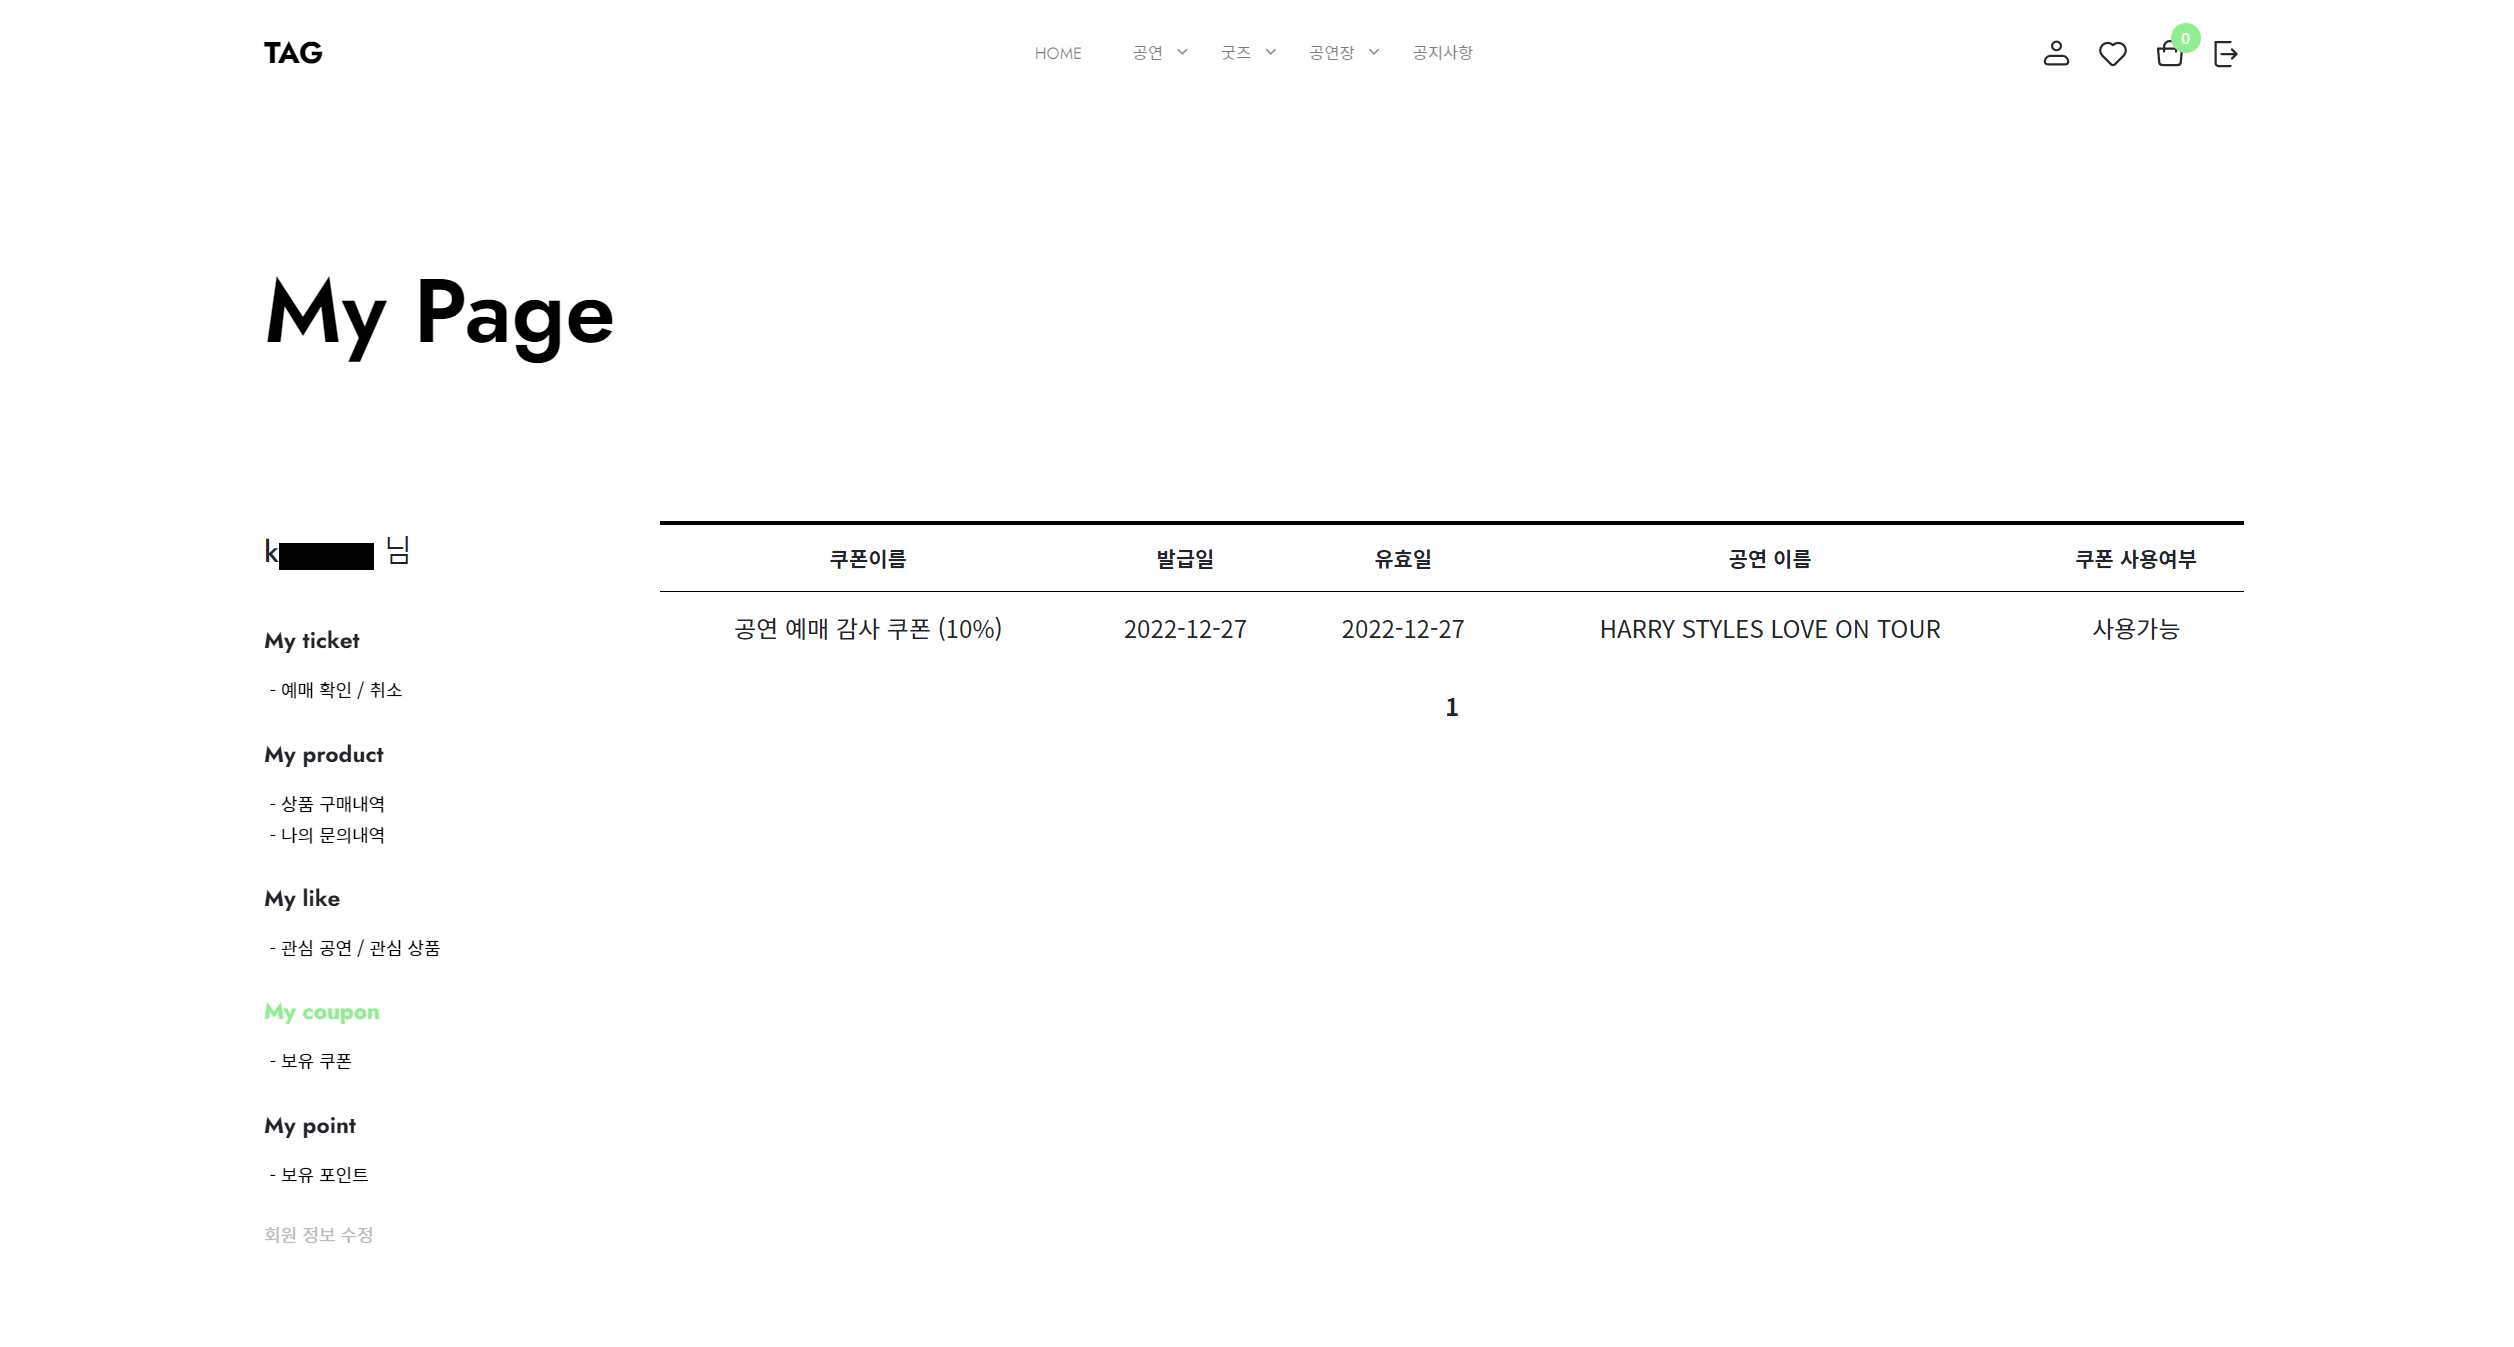 TAG
HOME 공연 굿즈 공연장 공지사항
0
My Page
k 님
My ticket
- 예매 확인 / 취소
My product
- 상품 구매내역
- 나의 문의내역
My like
- 관심 공연 / 관심 상품
My coupon
- 보유 쿠폰
My point
- 보유 포인트
회원 정보 수정
쿠폰이름 발급일 유효일 공연 이름 쿠폰 사용여부
공연 예매 감사 쿠폰 (10%) 2022-12-27 2022-12-27 HARRY STYLES LOVE ON TOUR 사용가능
1